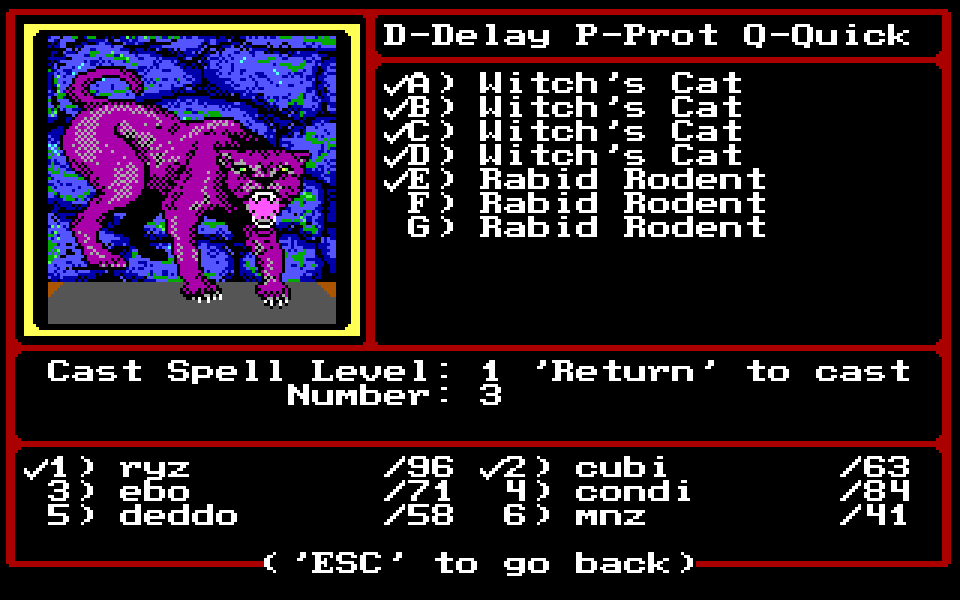 D-Delay P-Prot Q-Quick
✓A) Witch's Cat
✓B) Witch's Cat
✓C) Witch's Cat
✓D) Witch's Cat
✓E) Rabid Rodent
F) Rabid Rodent
G) Rabid Rodent
Cast Spell Level: 1 'Return' to cast
Number: 3
✓1) ryz /96 ✓2) cubi /63
3) ebo /71 4) condi /84
5) deddo /58 6) mnz /41
('ESC' to go back)